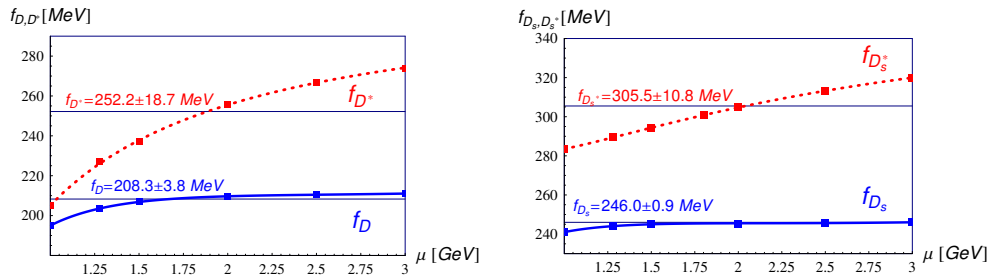 f_{D,D*} [MeV]
280
260
240
220
200
f_{D*}=252.2±18.7 MeV
f_{D*}
f_D=208.3±3.8 MeV
f_D
1.25 1.5 1.75 2 2.25 2.5 2.75 3
μ [GeV]
f_{D_s,D_s*} [MeV]
340
320
300
280
260
240
f_{D_s*}
f_{D_s*}=305.5±10.8 MeV
f_{D_s}=246.0±0.9 MeV
f_{D_s}
1.25 1.5 1.75 2 2.25 2.5 2.75 3
μ [GeV]